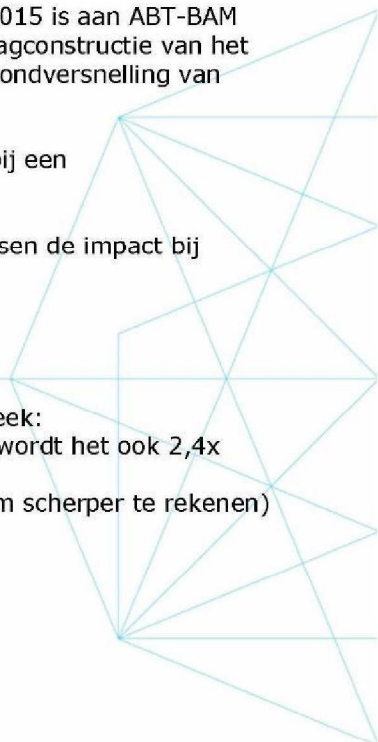 015 is aan ABT-BAM
agconstructie van het
ondversnelling van
ij een
sen de impact bij
eek:
wordt het ook 2,4x
m scherper te rekenen)